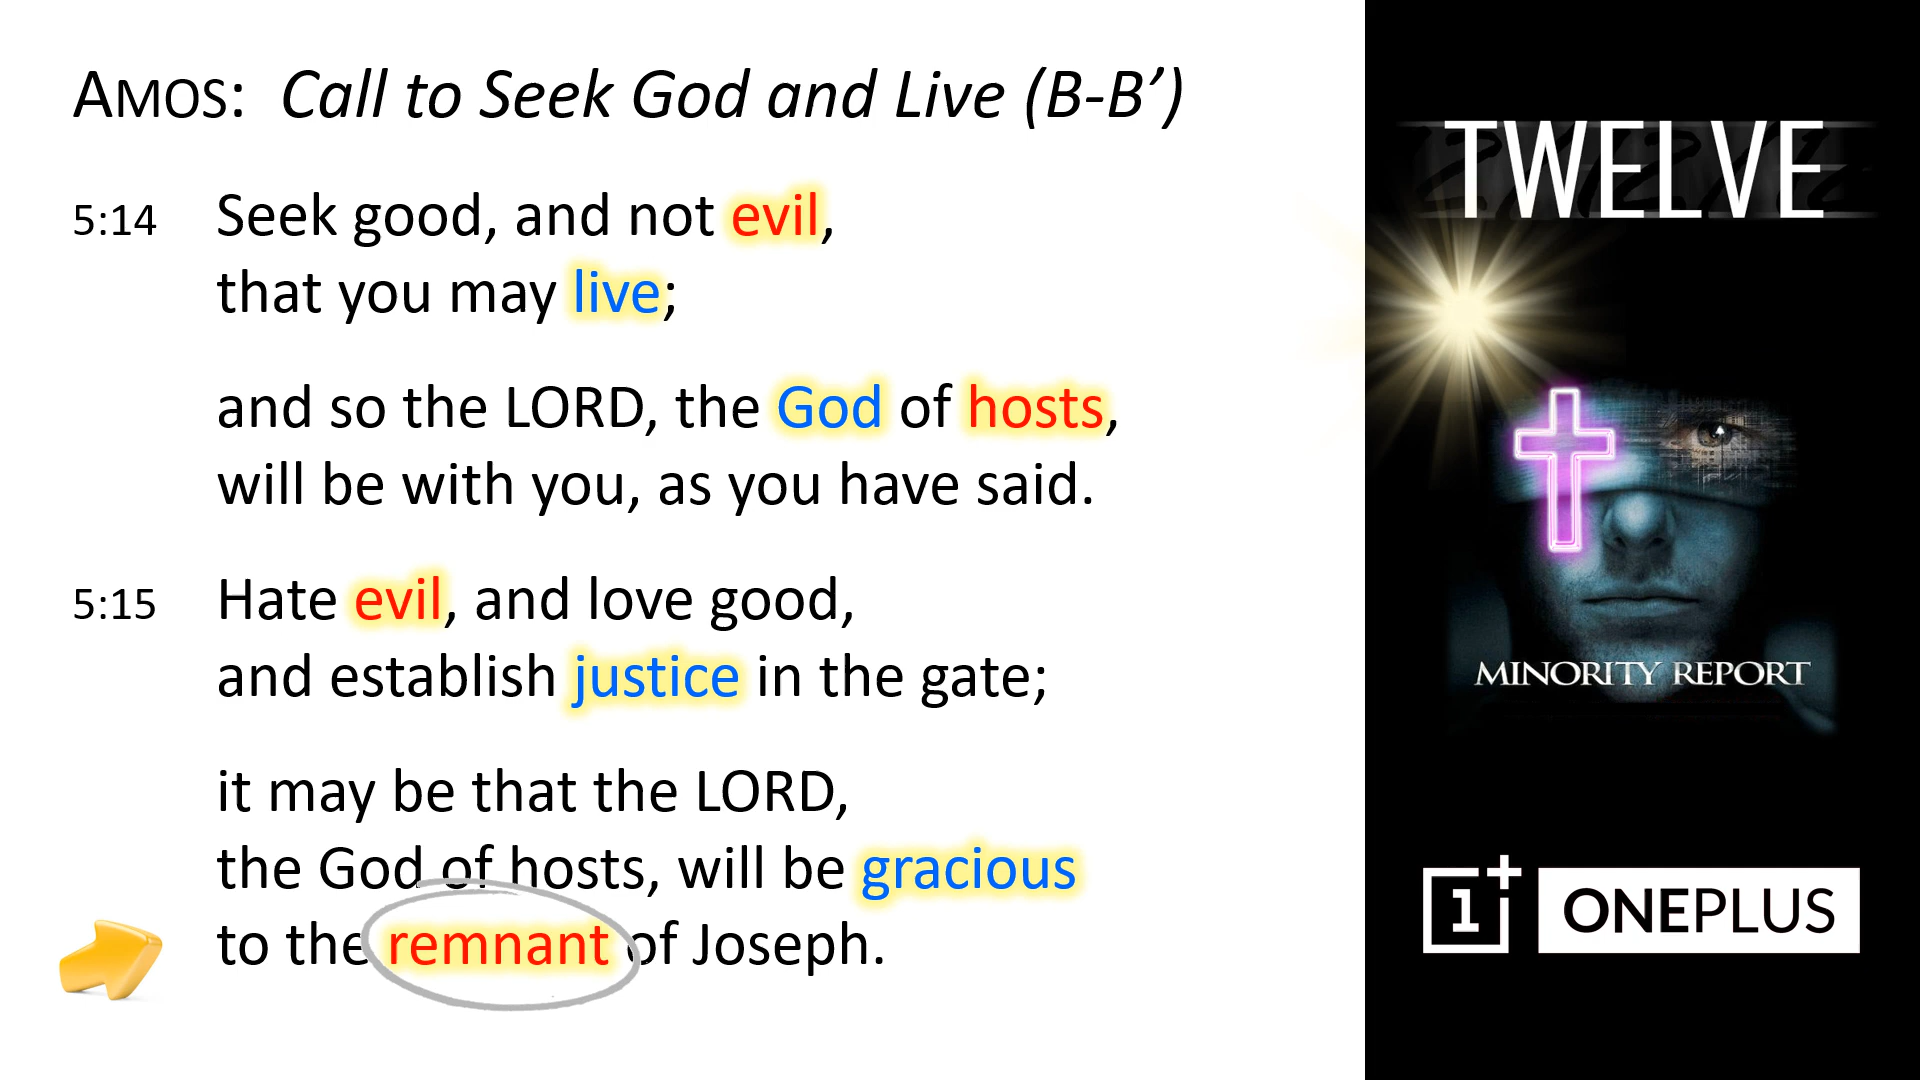 AMOS: Call to Seek God and Live (B-B’)
5:14 Seek good, and not evil,
that you may live;
and so the LORD, the God of hosts,
will be with you, as you have said.
5:15 Hate evil, and love good,
and establish justice in the gate;
it may be that the LORD,
the God of hosts, will be gracious
to the remnant of Joseph.
TWELVE
MINORITY REPORT
1+ ONEPLUS